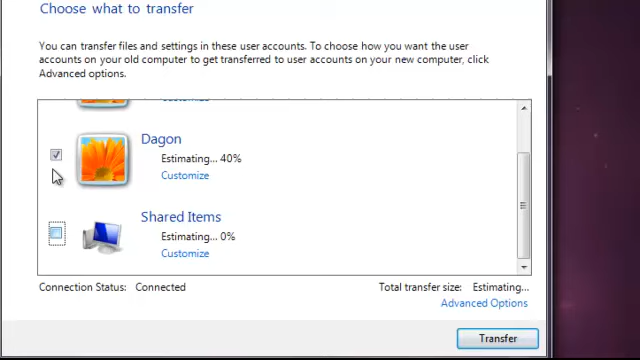 Choose what to transfer
You can transfer files and settings in these user accounts. To choose how you want the user
accounts on your old computer to get transferred to user accounts on your new computer, click
Advanced options.
Customize
Dagon
Estimating... 40%
Customize
Shared Items
Estimating... 0%
Customize
Connection Status: Connected
Total transfer size: Estimating...
Advanced Options
Transfer